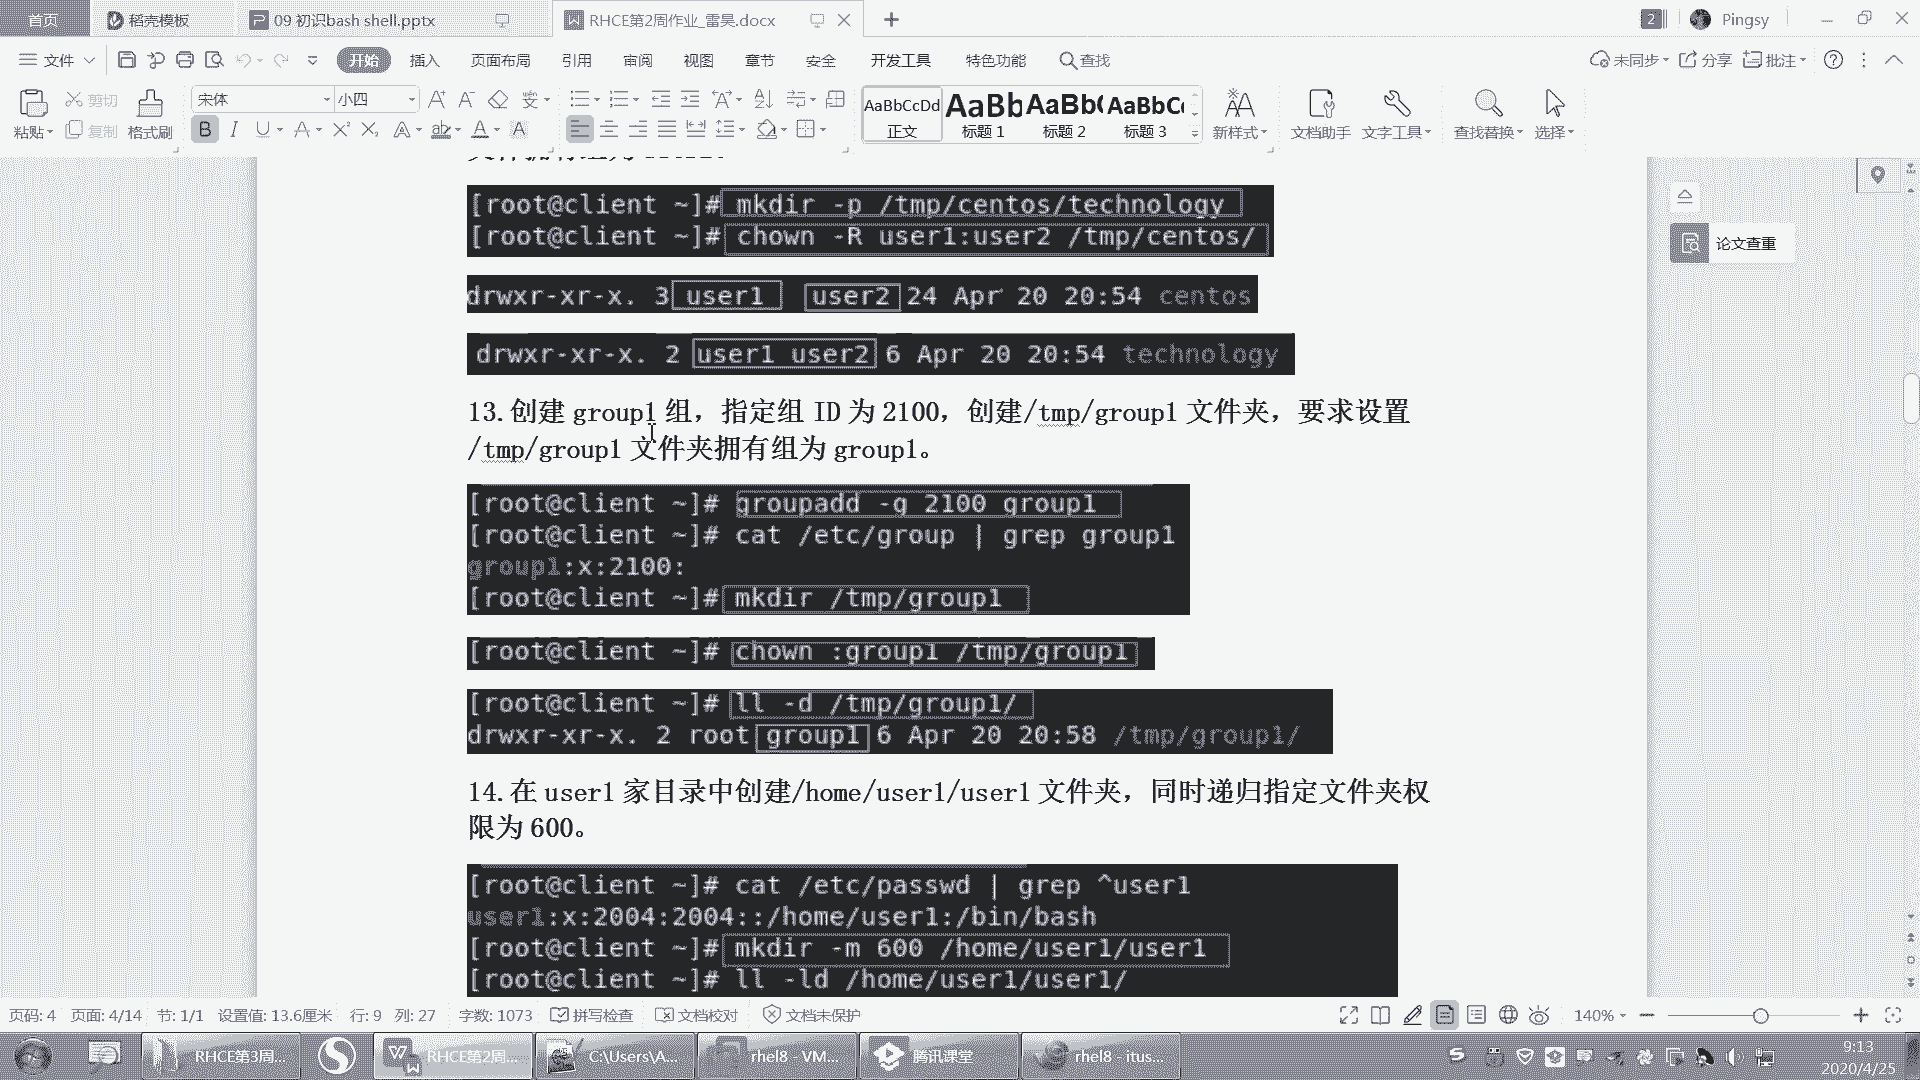 首页
稻壳模板
09 初识bash shell.pptx
RHCE第2周作业_雷昊.docx
2
Pingsy
文件
开始
插入
页面布局
引用
审阅
视图
章节
安全
开发工具
特色功能
查找
未同步
分享
批注
粘贴
剪切
复制
格式刷
宋体
小四
AaBbCcDd
正文
标题 1
标题 2
标题 3
新样式
文档助手
文字工具
查找替换
选择
论文查重
[root@client ~]# mkdir -p /tmp/centos/technology
[root@client ~]# chown -R user1:user2 /tmp/centos/
drwxr-xr-x. 3 user1 user2 24 Apr 20 20:54 centos
drwxr-xr-x. 2 user1 user2 6 Apr 20 20:54 technology
13.创建 group1 组，指定组 ID 为 2100，创建/tmp/group1 文件夹，要求设置
/tmp/group1 文件夹拥有组为 group1。
[root@client ~]# groupadd -g 2100 group1
[root@client ~]# cat /etc/group | grep group1
group1:x:2100:
[root@client ~]# mkdir /tmp/group1
[root@client ~]# chown :group1 /tmp/group1
[root@client ~]# ll -d /tmp/group1/
drwxr-xr-x. 2 root group1 6 Apr 20 20:58 /tmp/group1/
14.在 user1 家目录中创建/home/user1/user1 文件夹，同时递归指定文件夹权
限为 600。
[root@client ~]# cat /etc/passwd | grep ^user1
user1:x:2004:2004::/home/user1:/bin/bash
[root@client ~]# mkdir -m 600 /home/user1/user1
[root@client ~]# ll -ld /home/user1/user1/
页码: 4 页面: 4/14 节: 1/1 设置值: 13.6厘米 行: 9 列: 27 字数: 1073 拼写检查 文档校对 文档未保护
140%
RHCE第3周...
RHCE第2周...
C:\Users\A...
rhel8 - VM...
腾讯课堂
rhel8 - itus...
9:13
2020/4/25